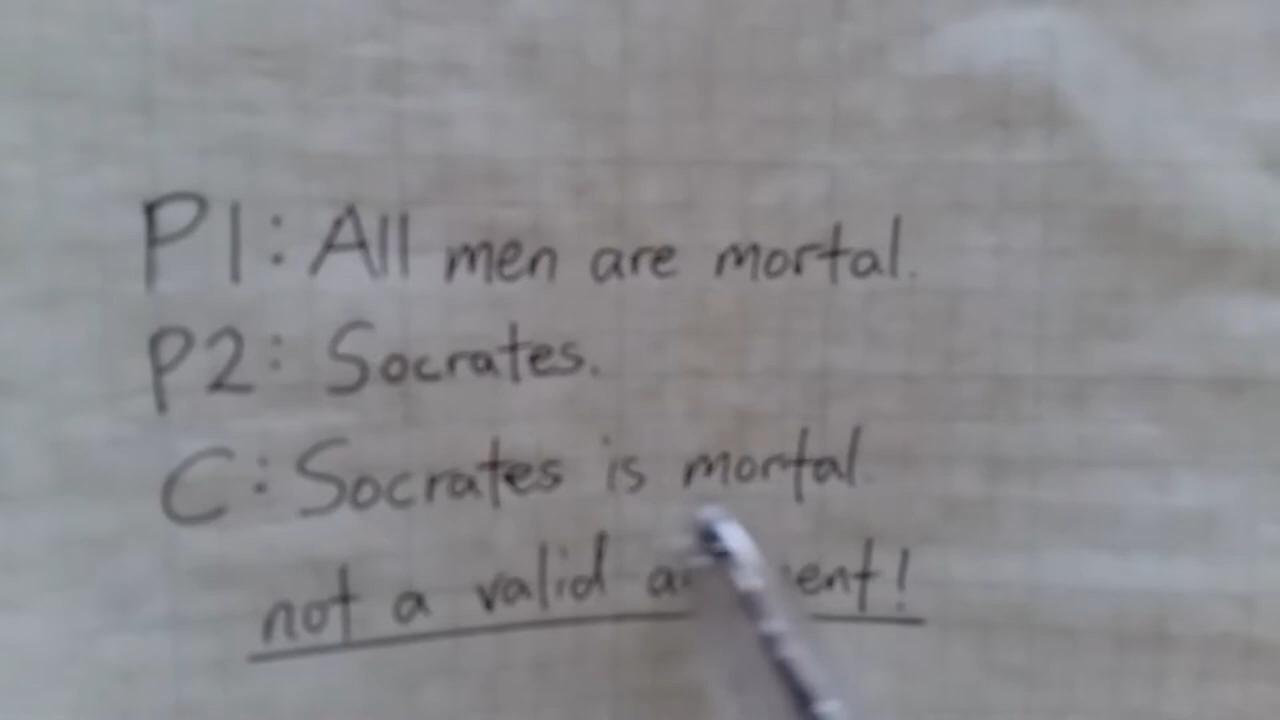 P1: All men are mortal.
P2: Socrates.
C: Socrates is mortal.
not a valid